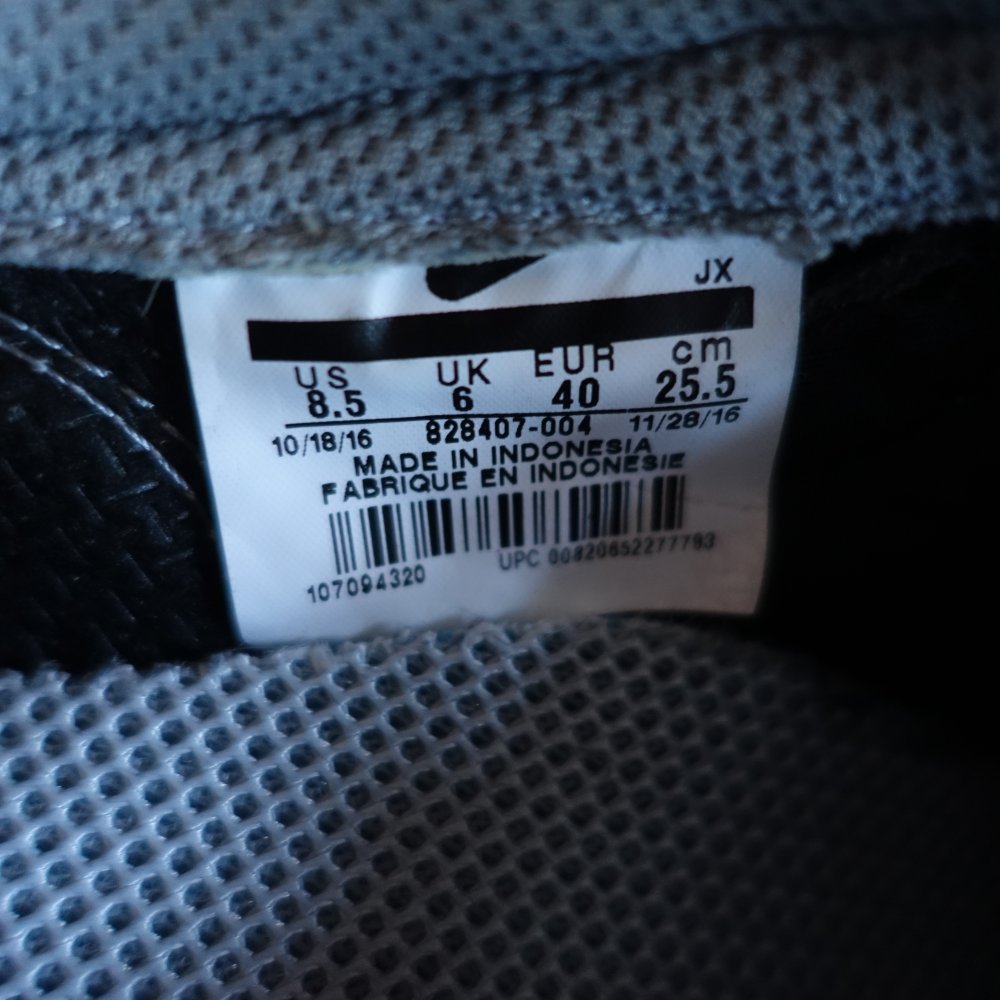 JX
US UK EUR cm
8.5 6 40 25.5
10/18/16 828407-004 11/28/16
MADE IN INDONESIA
FABRIQUE EN INDONESIE
UPC 00820652277793
107094320